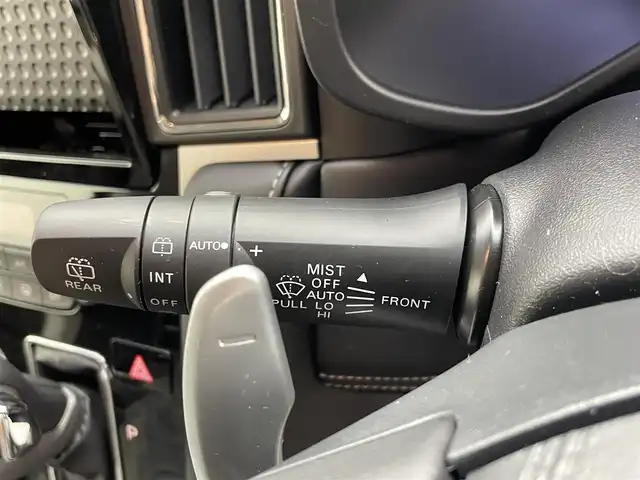 REAR
INT
OFF
AUTO
+
MIST
OFF
AUTO
PULL LO
HI
FRONT
−
P